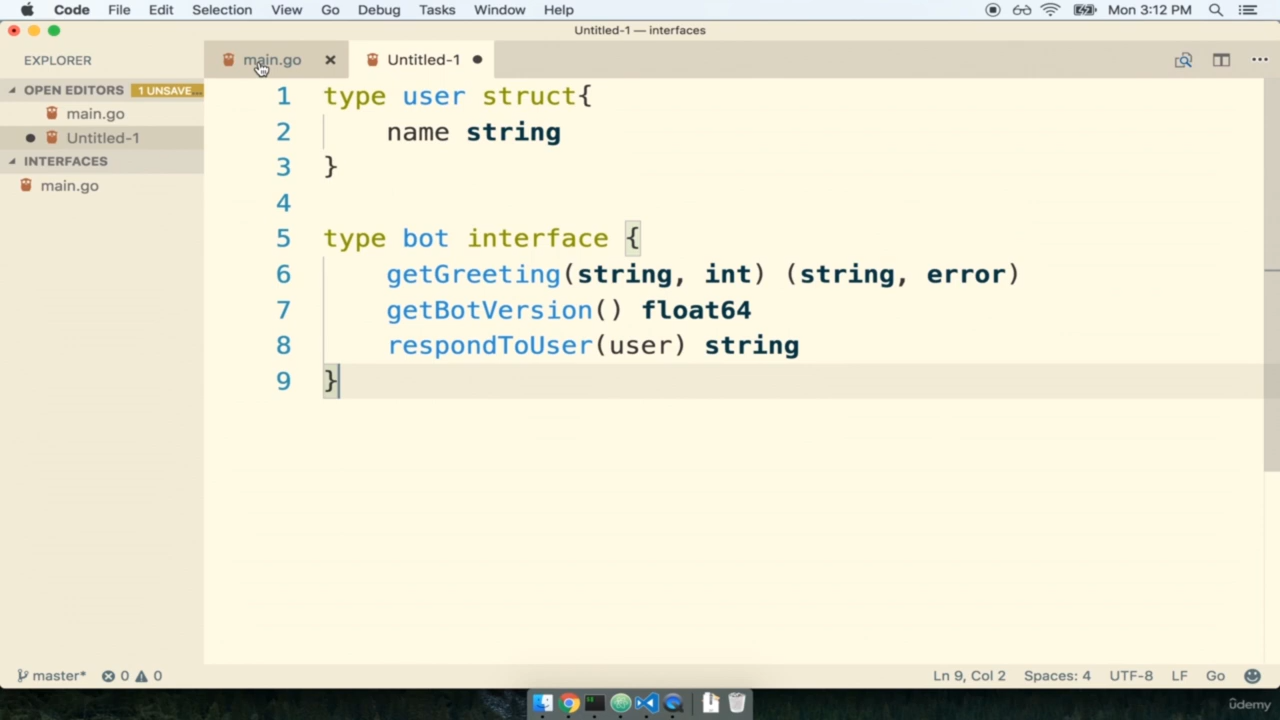 Code File Edit Selection View Go Debug Tasks Window Help Mon 3:12 PM
Untitled-1 — interfaces
EXPLORER main.go Untitled-1
OPEN EDITORS 1 UNSAVE...
main.go
Untitled-1
INTERFACES
main.go
1 type user struct{
2 name string
3 }
4
5 type bot interface {
6 getGreeting(string, int) (string, error)
7 getBotVersion() float64
8 respondToUser(user) string
9 }
master* 0 0 Ln 9, Col 2 Spaces: 4 UTF-8 LF Go
udemy